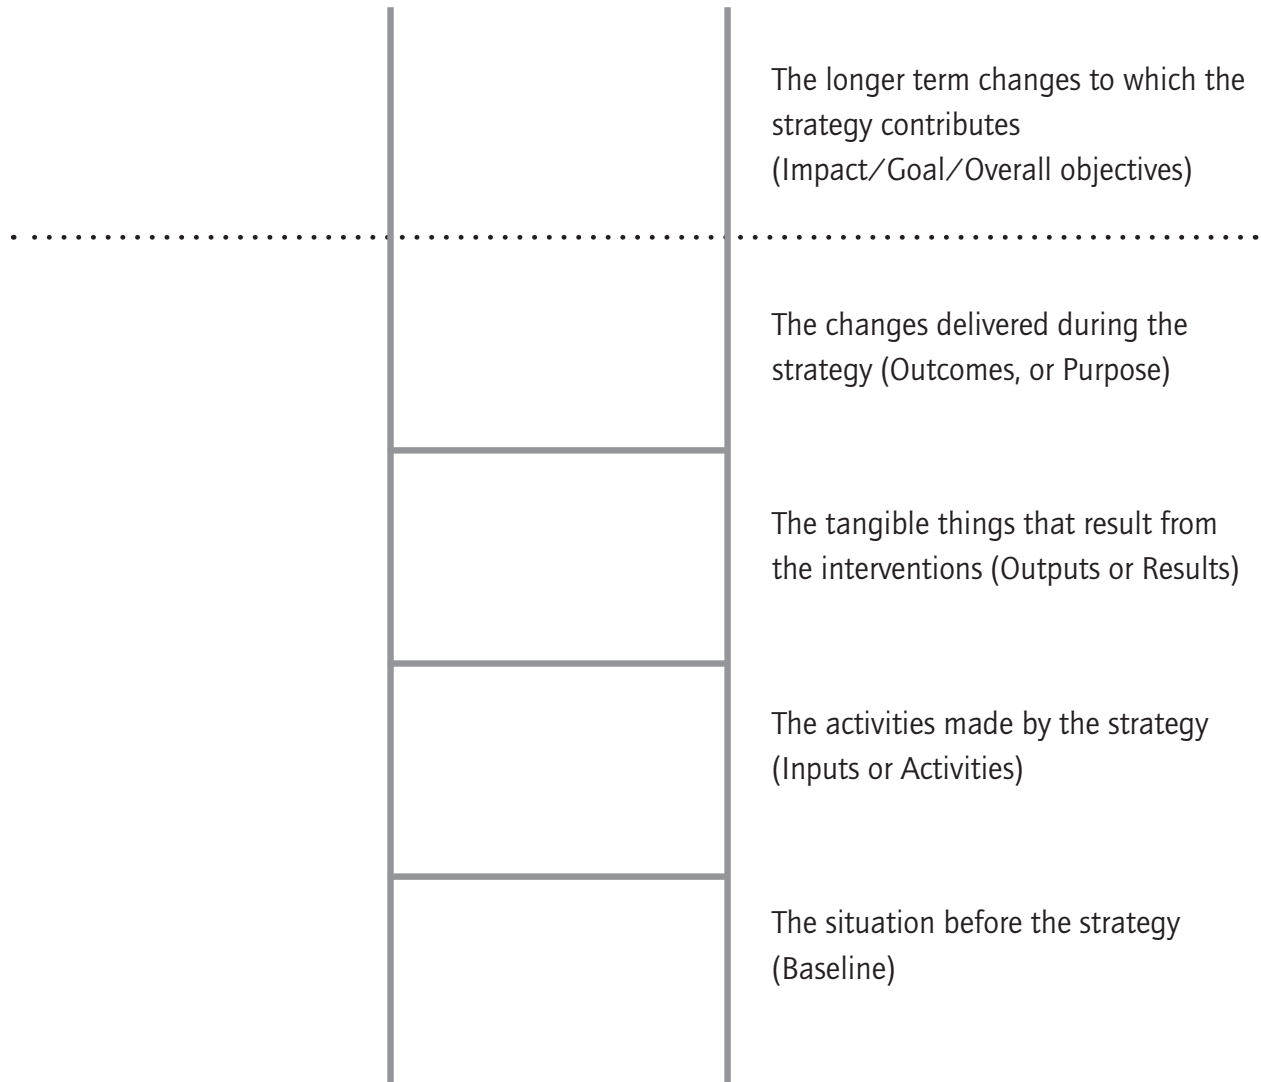 The longer term changes to which the
strategy contributes
(Impact/Goal/Overall objectives)
The changes delivered during the
strategy (Outcomes, or Purpose)
The tangible things that result from
the interventions (Outputs or Results)
The activities made by the strategy
(Inputs or Activities)
The situation before the strategy
(Baseline)